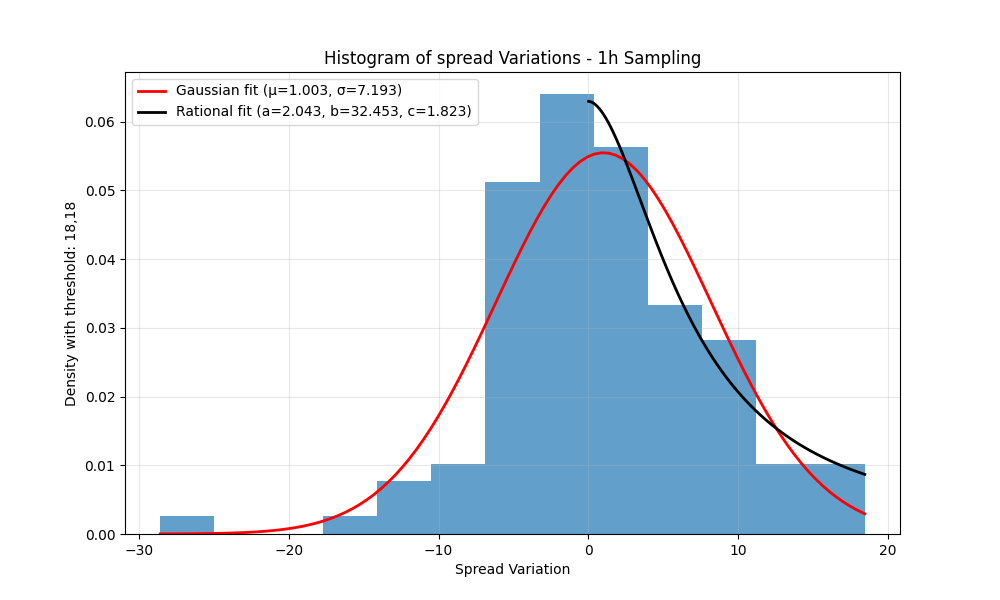 Histogram of spread Variations - 1h Sampling
Gaussian fit (μ=1.003, σ=7.193)
Rational fit (a=2.043, b=32.453, c=1.823)
Density with threshold: 18,18
0.06
0.05
0.04
0.03
0.02
0.01
0.00
−30 −20 −10 0 10 20
Spread Variation